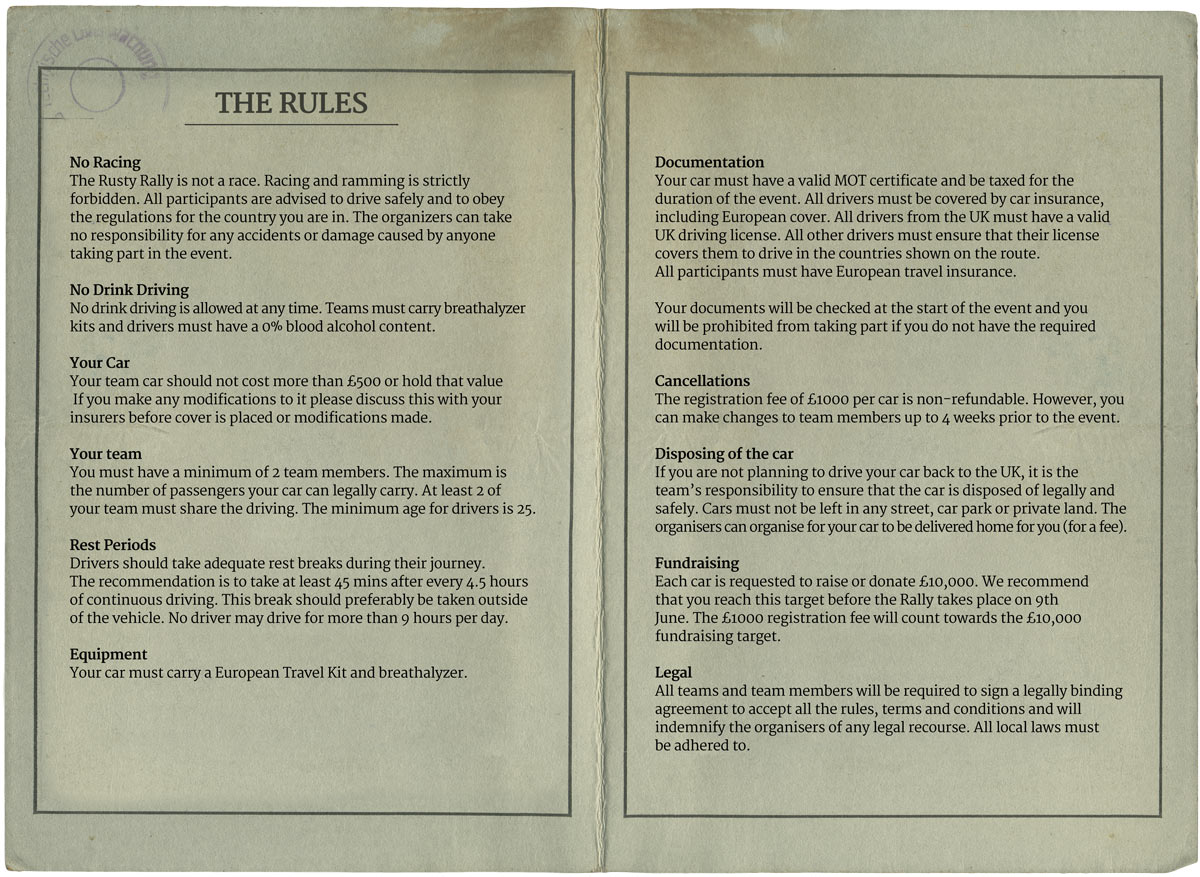 THE RULES
No Racing
The Rusty Rally is not a race. Racing and ramming is strictly
forbidden. All participants are advised to drive safely and to obey
the regulations for the country you are in. The organizers can take
no responsibility for any accidents or damage caused by anyone
taking part in the event.
No Drink Driving
No drink driving is allowed at any time. Teams must carry breathalyzer
kits and drivers must have a 0% blood alcohol content.
Your Car
Your team car should not cost more than £500 or hold that value
If you make any modifications to it please discuss this with your
insurers before cover is placed or modifications made.
Your team
You must have a minimum of 2 team members. The maximum is
the number of passengers your car can legally carry. At least 2 of
your team must share the driving. The minimum age for drivers is 25.
Rest Periods
Drivers should take adequate rest breaks during their journey.
The recommendation is to take at least 45 mins after every 4.5 hours
of continuous driving. This break should preferably be taken outside
of the vehicle. No driver may drive for more than 9 hours per day.
Equipment
Your car must carry a European Travel Kit and breathalyzer.
Documentation
Your car must have a valid MOT certificate and be taxed for the
duration of the event. All drivers must be covered by car insurance,
including European cover. All drivers from the UK must have a valid
UK driving license. All other drivers must ensure that their license
covers them to drive in the countries shown on the route.
All participants must have European travel insurance.
Your documents will be checked at the start of the event and you
will be prohibited from taking part if you do not have the required
documentation.
Cancellations
The registration fee of £1000 per car is non-refundable. However, you
can make changes to team members up to 4 weeks prior to the event.
Disposing of the car
If you are not planning to drive your car back to the UK, it is the
team’s responsibility to ensure that the car is disposed of legally and
safely. Cars must not be left in any street, car park or private land. The
organisers can organise for your car to be delivered home for you (for a fee).
Fundraising
Each car is requested to raise or donate £10,000. We recommend
that you reach this target before the Rally takes place on 9th
June. The £1000 registration fee will count towards the £10,000
fundraising target.
Legal
All teams and team members will be required to sign a legally binding
agreement to accept all the rules, terms and conditions and will
indemnify the organisers of any legal recourse. All local laws must
be adhered to.